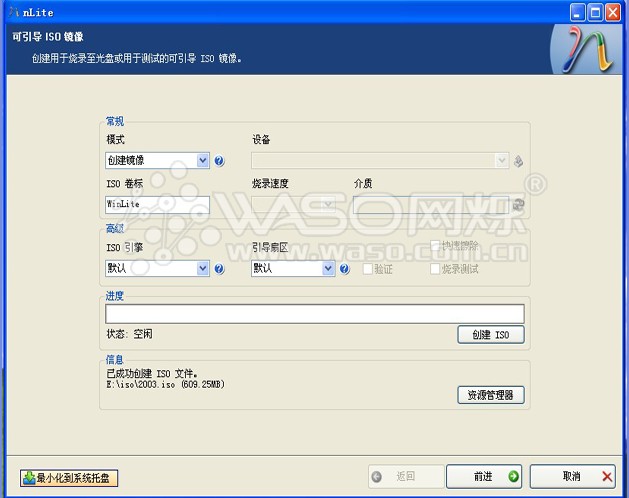 nLite
可引导 ISO 镜像
创建用于烧录至光盘或用于测试的可引导 ISO 镜像。
常规
模式
设备
创建镜像
ISO 卷标
烧录速度
介质
WinLite
WASO网烁®
www.waso.com.cn
高级
ISO 引擎
引导扇区
快速擦除
默认
默认
验证
烧录测试
进度
状态: 空闲
创建 ISO
信息
已成功创建 ISO 文件。
E:\iso\2003.iso (609.25MB)
资源管理器
最小化到系统托盘
返回
前进
取消